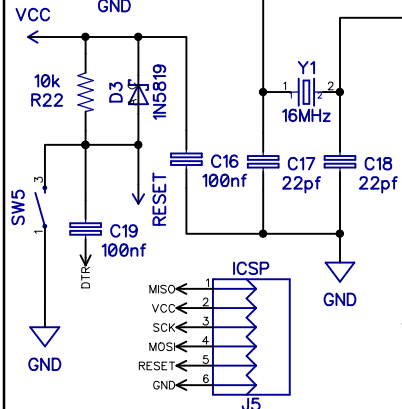 GND
VCC
10k
R22
D3
1N5819
Y1
1
2
16MHz
C16
100nf
C17
22pf
C18
22pf
RESET
SW5
3
1
C19
100nf
DTR
GND
GND
ICSP
MISO 1
VCC 2
SCK 3
MOSI 4
RESET 5
GND 6
J5